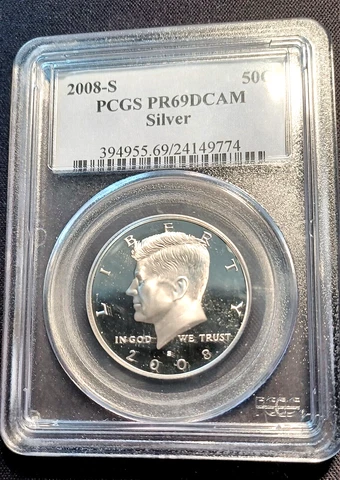 2008-S 50C
PCGS PR69DCAM
Silver
394955.69/24149774
LIBERTY
IN GOD WE TRUST
S
2008